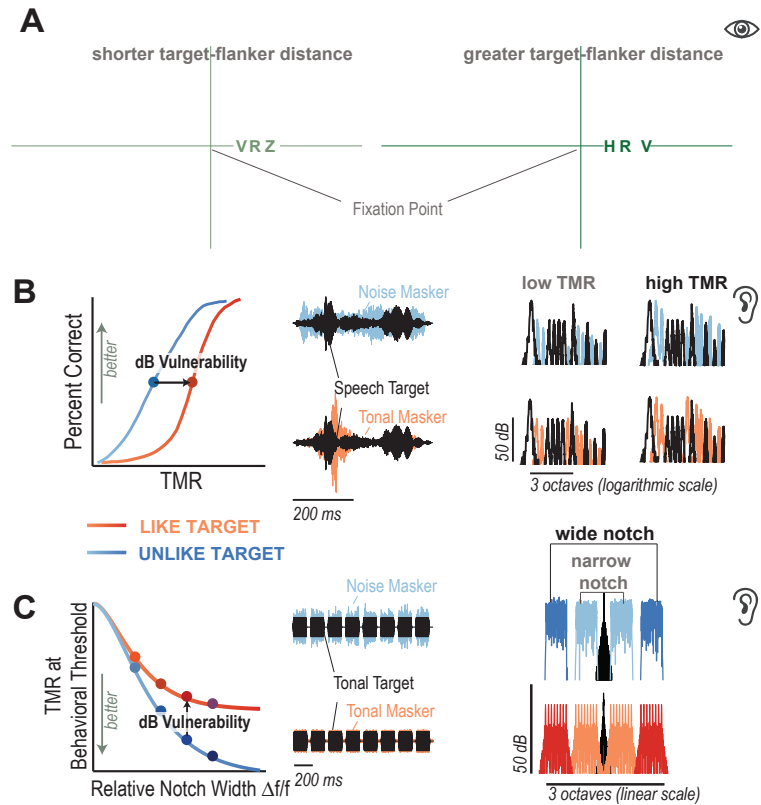 A
shorter target-flanker distance
greater target-flanker distance
VRZ
H R V
Fixation Point
B
Percent Correct
better
dB Vulnerability
TMR
Noise Masker
Speech Target
Tonal Masker
200 ms
low TMR
high TMR
50 dB
3 octaves (logarithmic scale)
LIKE TARGET
UNLIKE TARGET
C
TMR at
Behavioral Threshold
better
dB Vulnerability
Relative Notch Width Δf/f
Noise Masker
Tonal Target
Tonal Masker
200 ms
wide notch
narrow
notch
50 dB
3 octaves (linear scale)